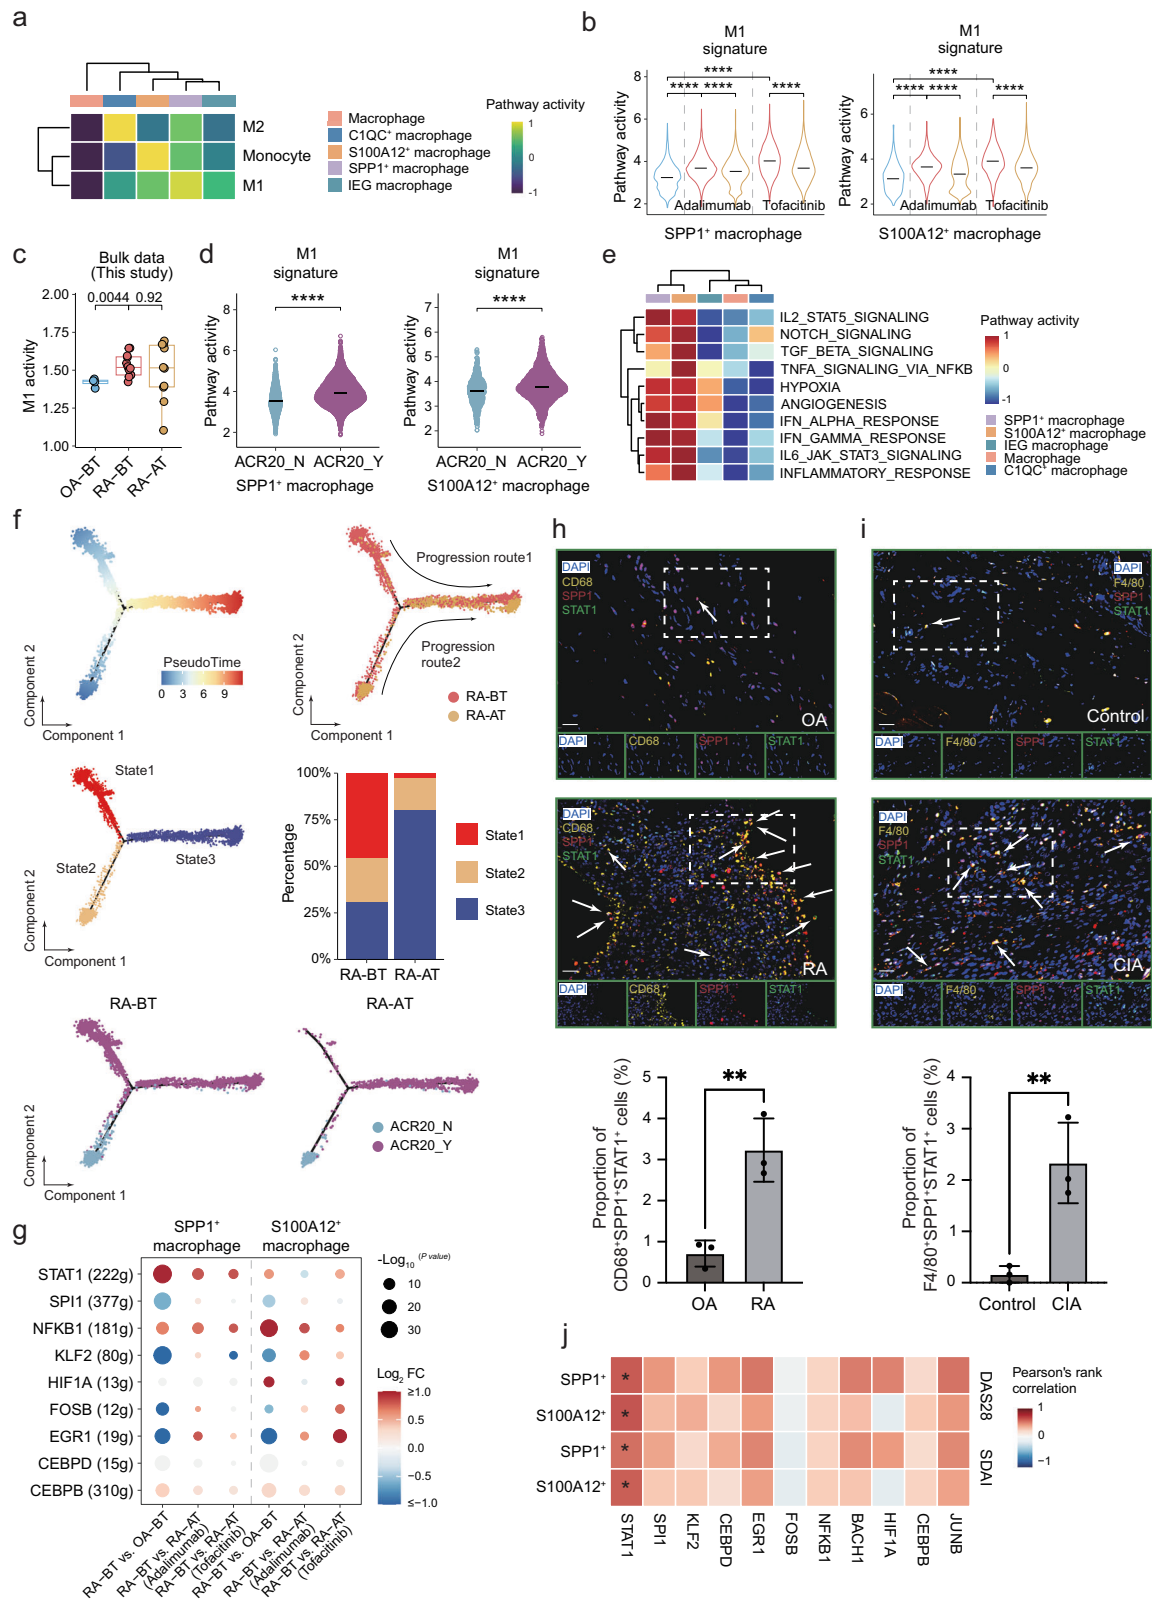 a
M2
Monocyte
M1
Macrophage
C1QC⁺ macrophage
S100A12⁺ macrophage
SPP1⁺ macrophage
IEG macrophage
Pathway activity
1
0
-1
b
M1
signature
Pathway activity
8
6
4
2
****
**** ****
****
Adalimumab
Tofacitinib
SPP1⁺ macrophage
M1
signature
Pathway activity
6
4
2
****
**** ****
****
Adalimumab
Tofacitinib
S100A12⁺ macrophage
c
Bulk data
(This study)
M1 activity
2.00
1.75
1.50
1.25
1.00
0.0044 0.92
OA-BT
RA-BT
RA-AT
d
M1
signature
Pathway activity
8
6
4
2
****
ACR20_N ACR20_Y
SPP1⁺ macrophage
M1
signature
Pathway activity
7
6
5
4
3
2
****
ACR20_N ACR20_Y
S100A12⁺ macrophage
e
IL2_STAT5_SIGNALING
NOTCH_SIGNALING
TGF_BETA_SIGNALING
TNFA_SIGNALING_VIA_NFKB
HYPOXIA
ANGIOGENESIS
IFN_ALPHA_RESPONSE
IFN_GAMMA_RESPONSE
IL6_JAK_STAT3_SIGNALING
INFLAMMATORY_RESPONSE
Pathway activity
1
0
-1
SPP1⁺ macrophage
S100A12⁺ macrophage
IEG macrophage
Macrophage
C1QC⁺ macrophage
f
Component 2
Component 1
PseudoTime
0 3 6 9
Component 2
Component 1
Progression route1
Progression
route2
RA-BT
RA-AT
State1
State2
State3
Component 2
Component 1
Percentage
100%
75%
50%
25%
0%
RA-BT RA-AT
State1
State2
State3
RA-BT
RA-AT
Component 2
Component 1
ACR20_N
ACR20_Y
g
SPP1⁺
macrophage
S100A12⁺
macrophage
STAT1 (222g)
SPI1 (377g)
NFKB1 (181g)
KLF2 (80g)
HIF1A (13g)
FOSB (12g)
EGR1 (19g)
CEBPD (15g)
CEBPB (310g)
RA-BT vs. OA-BT
RA-BT vs. RA-AT
(Adalimumab)
RA-BT vs. RA-AT
(Tofacitinib)
RA-BT vs. OA-BT
RA-BT vs. RA-AT
(Adalimumab)
RA-BT vs. RA-AT
(Tofacitinib)
-Log₁₀ (P value)
10
20
30
Log₂ FC
≥1.0
0.5
0.0
−0.5
≤−1.0
h
DAPI
CD68
SPP1
STAT1
OA
DAPI CD68 SPP1 STAT1
DAPI
CD68
SPP1
STAT1
RA
DAPI CD68 SPP1 STAT1
Proportion of
CD68⁺SPP1⁺STAT1⁺ cells (%)
5
4
3
2
1
0
**
OA RA
i
DAPI
F4/80
SPP1
STAT1
Control
DAPI F4/80 SPP1 STAT1
DAPI
F4/80
SPP1
STAT1
CIA
DAPI F4/80 SPP1 STAT1
Proportion of
F4/80⁺SPP1⁺STAT1⁺ cells (%)
4
3
2
1
0
**
Control CIA
j
SPP1⁺
S100A12⁺
SPP1⁺
S100A12⁺
*
*
*
*
DAS28
SDAI
STAT1
SPI1
KLF2
CEBPD
EGR1
FOSB
NFKB1
BACH1
HIF1A
CEBPB
JUNB
Pearson's rank
correlation
1
0
−1